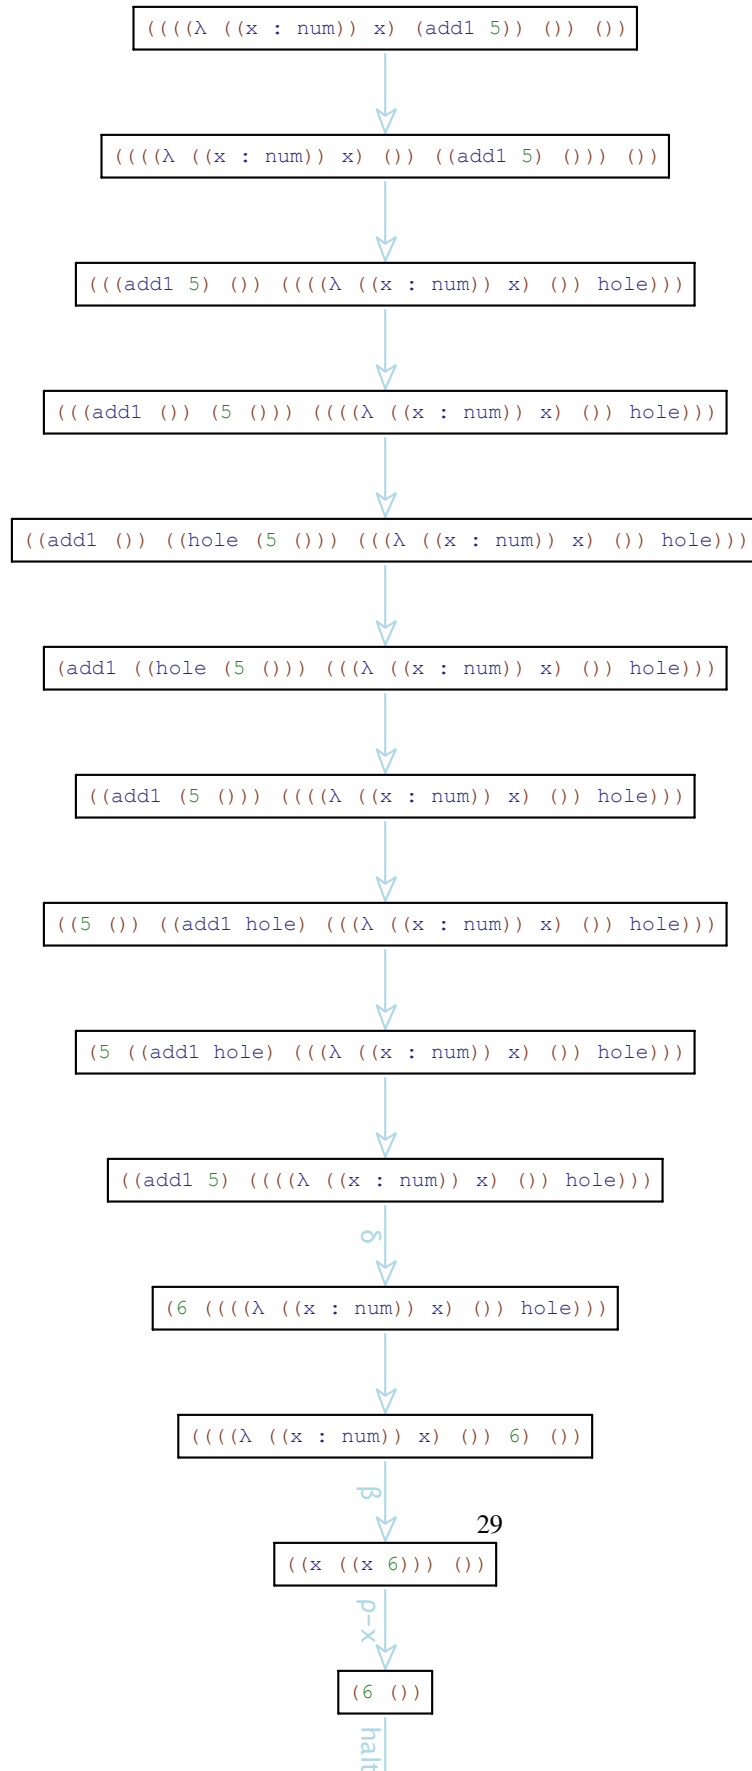 ((((λ ((x : num)) x) (add1 5)) ()) ())
((((λ ((x : num)) x) ()) ((add1 5) ())) ())
(((add1 5) ()) ((((λ ((x : num)) x) ()) hole)))
(((add1 ()) (5 ())) ((((λ ((x : num)) x) ()) hole)))
((add1 ()) ((hole (5 ())) (((λ ((x : num)) x) ()) hole)))
(add1 ((hole (5 ())) (((λ ((x : num)) x) ()) hole)))
((add1 (5 ())) ((((λ ((x : num)) x) ()) hole)))
((5 ()) ((add1 hole) (((λ ((x : num)) x) ()) hole)))
(5 ((add1 hole) (((λ ((x : num)) x) ()) hole)))
((add1 5) ((((λ ((x : num)) x) ()) hole)))
δ
(6 ((((λ ((x : num)) x) ()) hole)))
((((λ ((x : num)) x) ()) 6) ())
β
29
((x ((x 6))) ())
ρ-x
(6 ())
halt